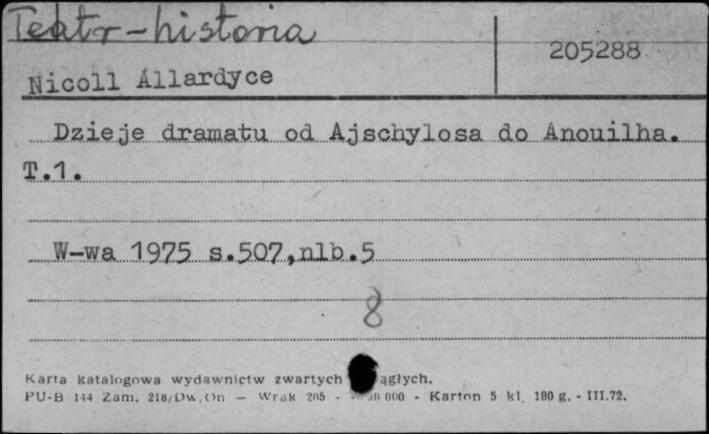 Teatr-historia
205288
Nicoll Allardyce
Dzieje dramatu od Ajschylosa do Anouilha.
T.1.
W-wa 1975 s.507,nlb.5
8
Karta katalogowa wydawnictw zwartych ągłych.
PU-B 144 Zam. 218/Dw,On — Wrak 205 - 000 - Karton 5 kl. 180 g. - III.72.